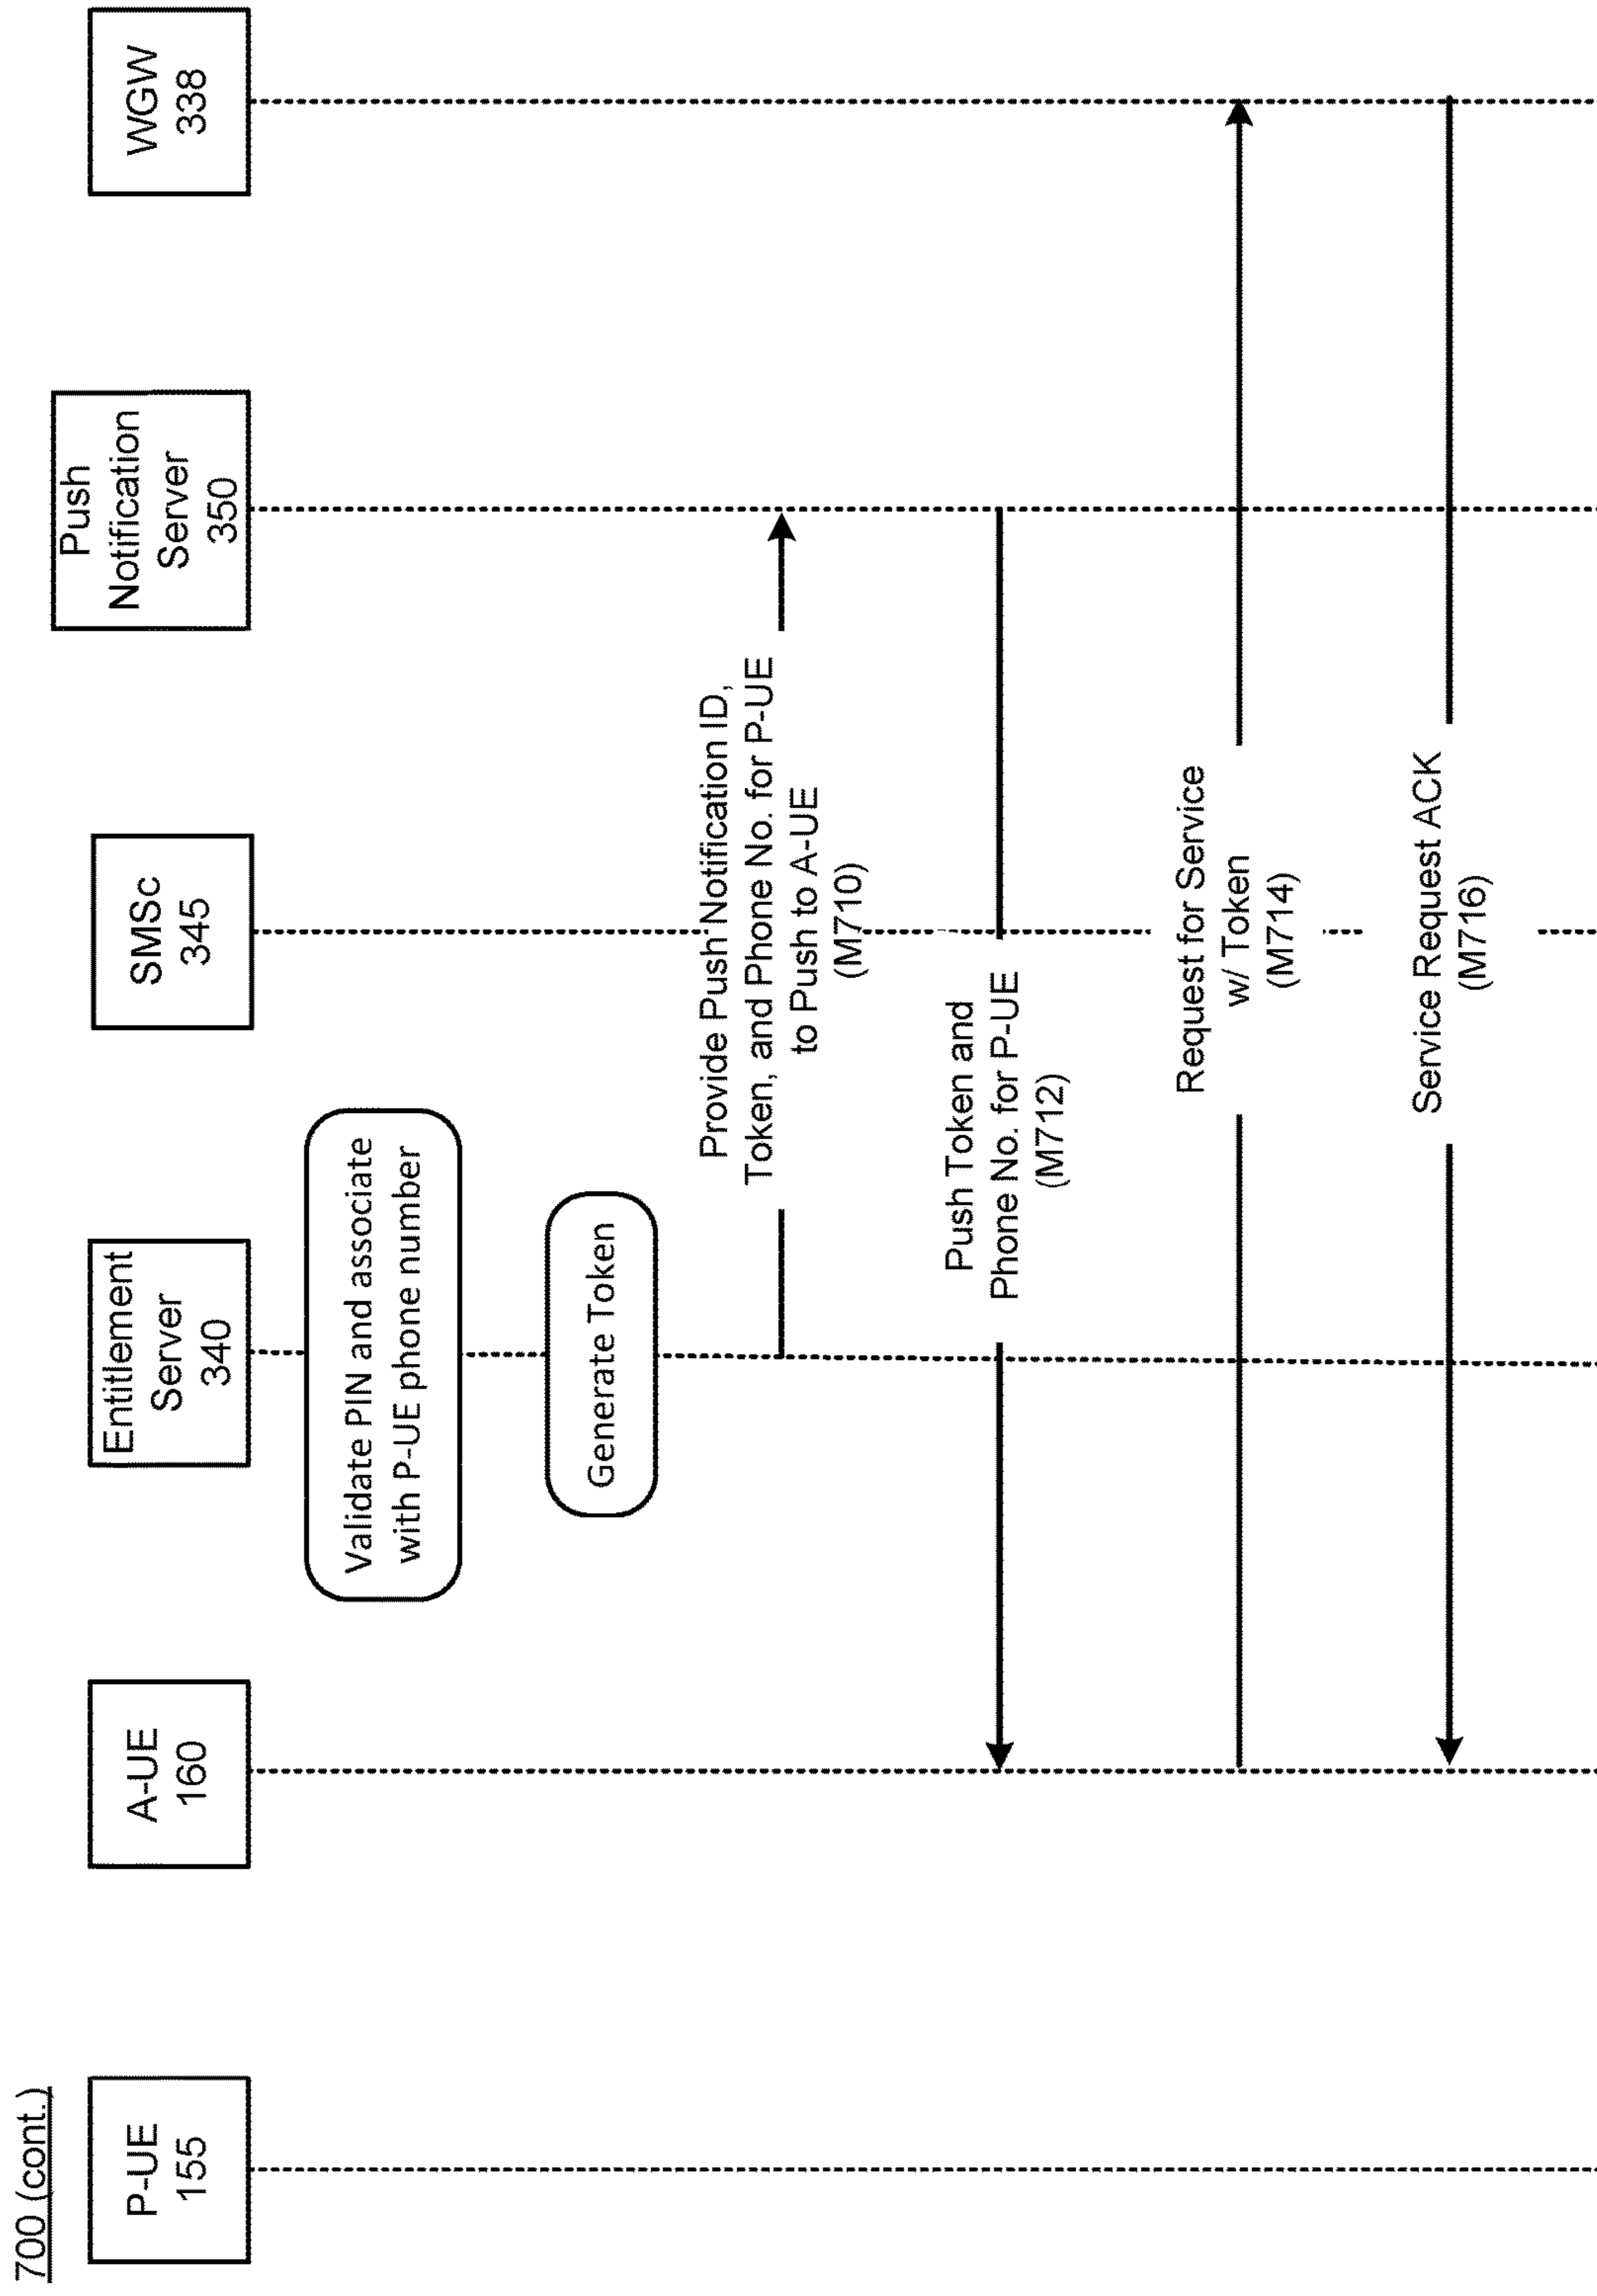 700 (cont.)
P-UE
155
A-UE
160
Entitlement
Server
340
SMSc
345
Push
Notification
Server
350
WGW
338
Validate PIN and associate
with P-UE phone number
Generate Token
Provide Push Notification ID,
Token, and Phone No. for P-UE
to Push to A-UE
(M710)
Push Token and
Phone No. for P-UE
(M712)
Request for Service
w/ Token
(M714)
Service Request ACK
(M716)